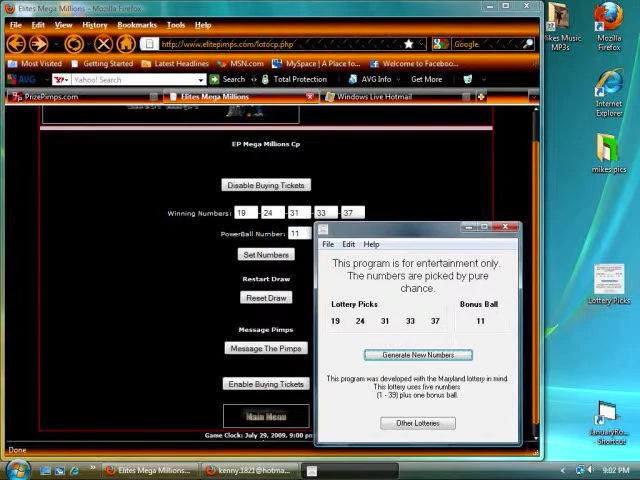 Elites Mega Millions - Mozilla Firefox
File Edit View History Bookmarks Tools Help
http://www.elitepimps.com/lotocp.php
Google
Most Visited Getting Started Latest Headlines MSN.com MySpace | A Place fo... Welcome to Faceboo...
AVG Yahoo! Search Search Total Protection AVG Info Get More
PrizePimps.com Elites Mega Millions Windows Live Hotmail
EP Mega Millions Cp
Disable Buying Tickets
Winning Numbers: 19 - 24 - 31 - 33 - 37
PowerBall Number: 11
Set Numbers
Restart Draw
Reset Draw
Message Pimps
Message The Pimps
Enable Buying Tickets
Main Menu
Game Clock: July 29, 2009, 9:00 pm
Done
File Edit Help
This program is for entertainment only.
The numbers are picked by pure
chance.
Lottery Picks Bonus Ball
19 24 31 33 37 11
Generate New Numbers
This program was developed with the Maryland lottery in mind.
This lottery uses five numbers
(1 - 39) plus one bonus ball.
Other Lotteries
Mikes Music
MP3s
Mozilla
Firefox
Internet
Explorer
mikes pics
Lottery Picks
JanuaryRou...
- Shortcut
Elites Mega Millions...
kenny.1821@hotma...
9:02 PM